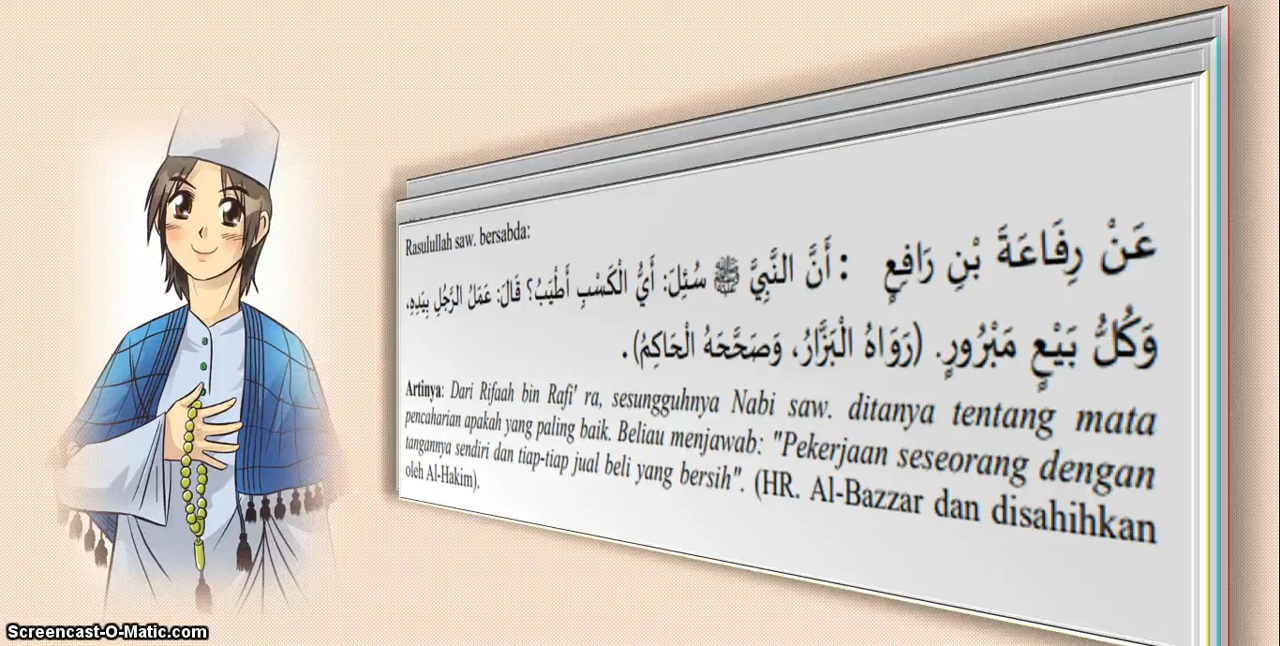 Rasulullah saw. bersabda:
عَنْ رِفَاعَةَ بْنِ رَافِعٍ : أَنَّ النَّبِيَّ ﷺ سُئِلَ: أَيُّ الْكَسْبِ أَطْيَبُ؟ قَالَ: عَمَلُ الرَّجُلِ بِيَدِهِ،
وَكُلُّ بَيْعٍ مَبْرُورٍ. (رَوَاهُ الْبَزَّارُ، وَصَحَّحَهُ الْحَاكِمُ).
Artinya: Dari Rifaah bin Rafi' ra, sesungguhnya Nabi saw. ditanya tentang mata
pencaharian apakah yang paling baik. Beliau menjawab: "Pekerjaan seseorang dengan
tangannya sendiri dan tiap-tiap jual beli yang bersih". (HR. Al-Bazzar dan disahihkan
oleh Al-Hakim).
Screencast-O-Matic.com